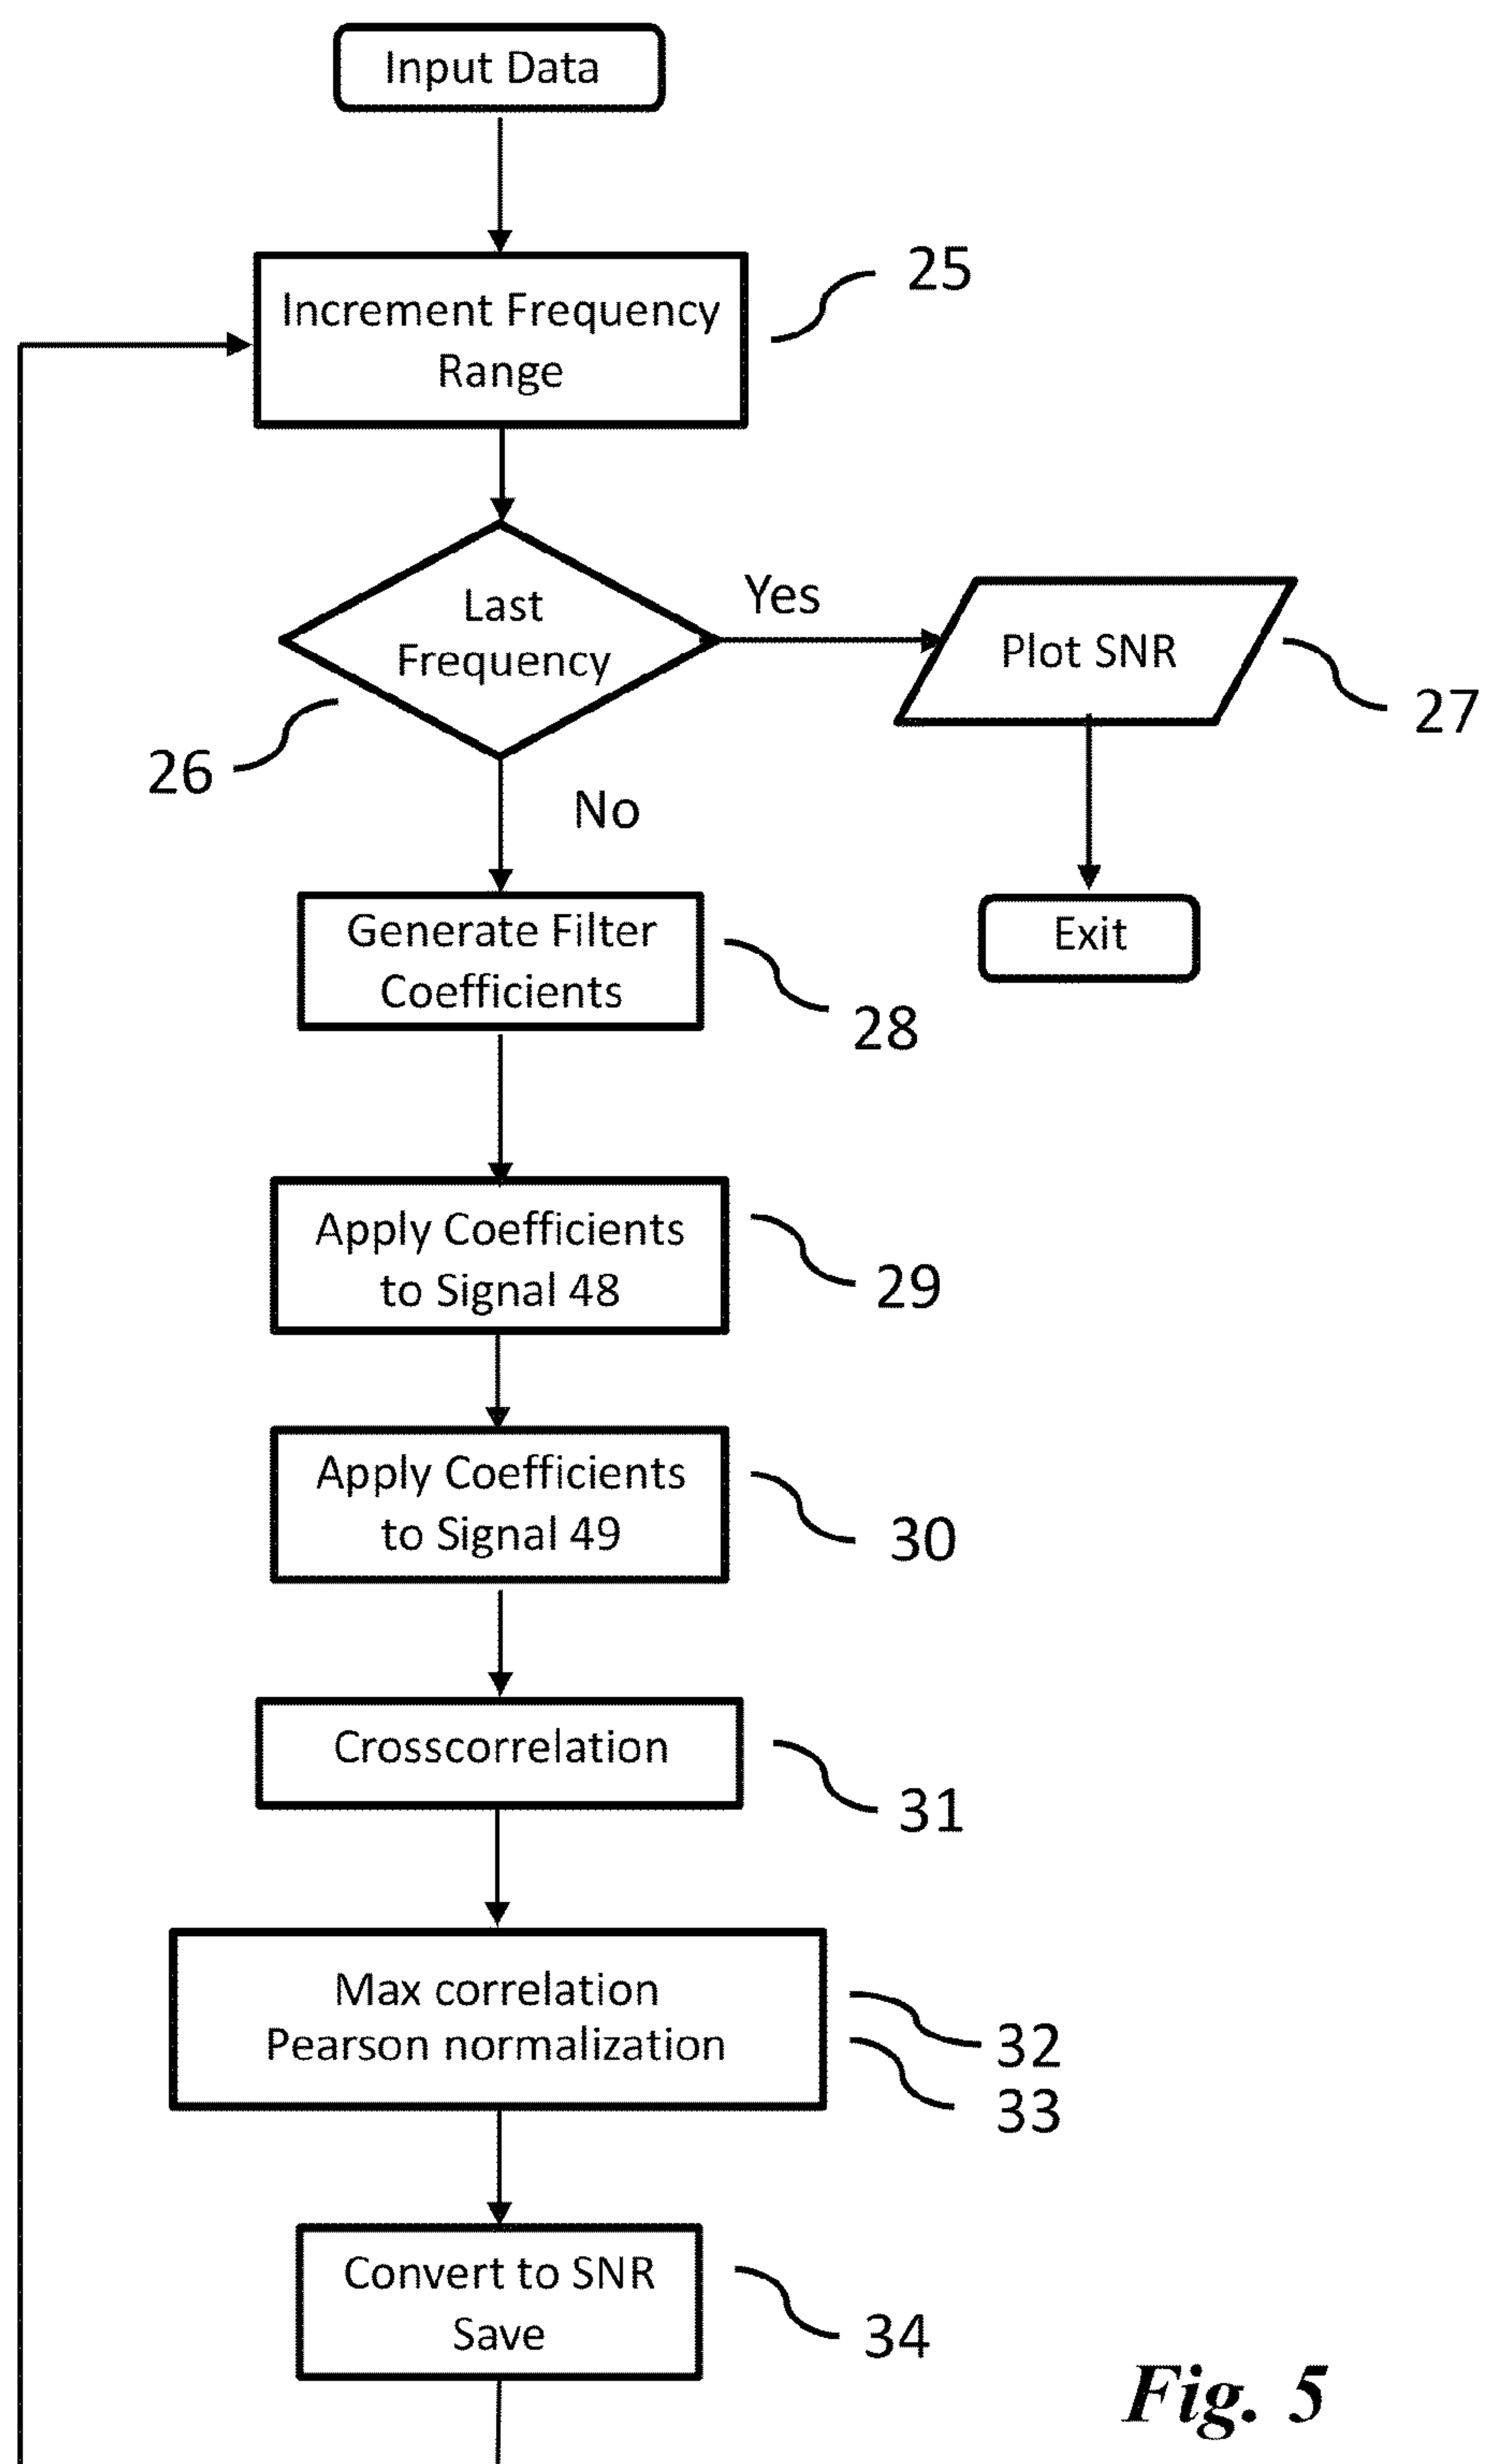 Input Data
Increment Frequency
Range
25
Last
Frequency
26
Yes
Plot SNR
27
No
Exit
Generate Filter
Coefficients
28
Apply Coefficients
to Signal 48
29
Apply Coefficients
to Signal 49
30
Crosscorrelation
31
Max correlation
Pearson normalization
32
33
Convert to SNR
Save
34
Fig. 5